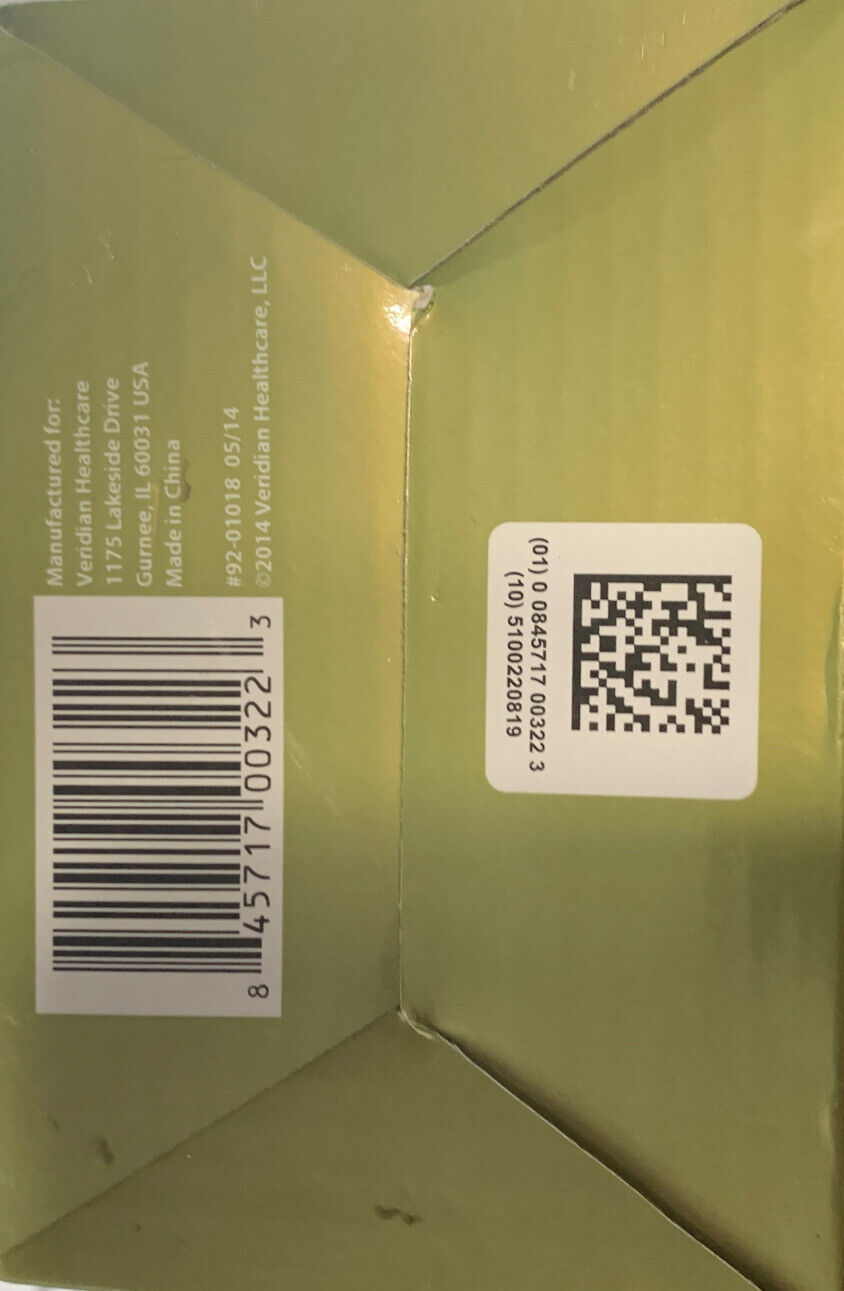 Manufactured for:
Veridian Healthcare
1175 Lakeside Drive
Gurnee, IL 60031 USA
Made in China
#92-01018 05/14
©2014 Veridian Healthcare, LLC
8 45717 00322 3
(01) 0 0845717 00322 3
(10) 5100220819